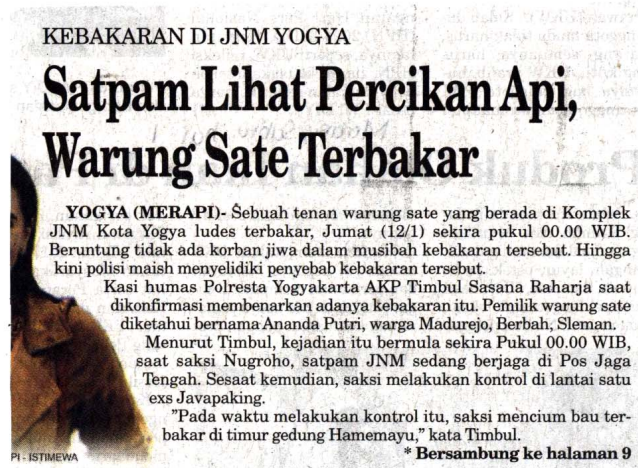 KEBAKARAN DI JNM YOGYA
Satpam Lihat Percikan Api,
Warung Sate Terbakar
YOGYA (MERAPI)- Sebuah tenan warung sate yang berada di Komplek
JNM Kota Yogya ludes terbakar, Jumat (12/1) sekira pukul 00.00 WIB.
Beruntung tidak ada korban jiwa dalam musibah kebakaran tersebut. Hingga
kini polisi maish menyelidiki penyebab kebakaran tersebut.
Kasi humas Polresta Yogyakarta AKP Timbul Sasana Raharja saat
dikonfirmasi membenarkan adanya kebakaran itu. Pemilik warung sate
diketahui bernama Ananda Putri, warga Madurejo, Berbah, Sleman.
Menurut Timbul, kejadian itu bermula sekira Pukul 00.00 WIB,
saat saksi Nugroho, satpam JNM sedang berjaga di Pos Jaga
Tengah. Sesaat kemudian, saksi melakukan kontrol di lantai satu
exs Javapaking.
"Pada waktu melakukan kontrol itu, saksi mencium bau ter-
bakar di timur gedung Hamemayu," kata Timbul.
* Bersambung ke halaman 9
PI - ISTIMEWA